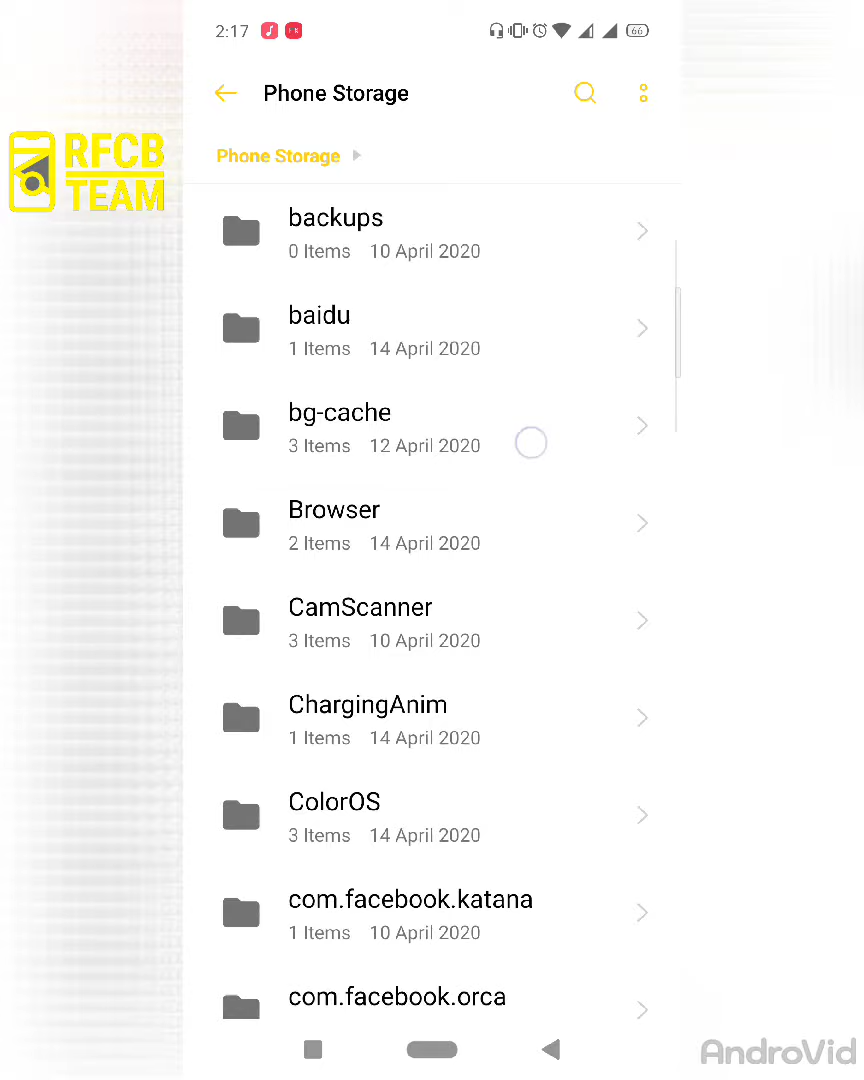 2:17
66
Phone Storage
RFCB
TEAM
Phone Storage
backups
0 Items 10 April 2020
baidu
1 Items 14 April 2020
bg-cache
3 Items 12 April 2020
Browser
2 Items 14 April 2020
CamScanner
3 Items 10 April 2020
ChargingAnim
1 Items 14 April 2020
ColorOS
3 Items 14 April 2020
com.facebook.katana
1 Items 10 April 2020
com.facebook.orca
AndroVid